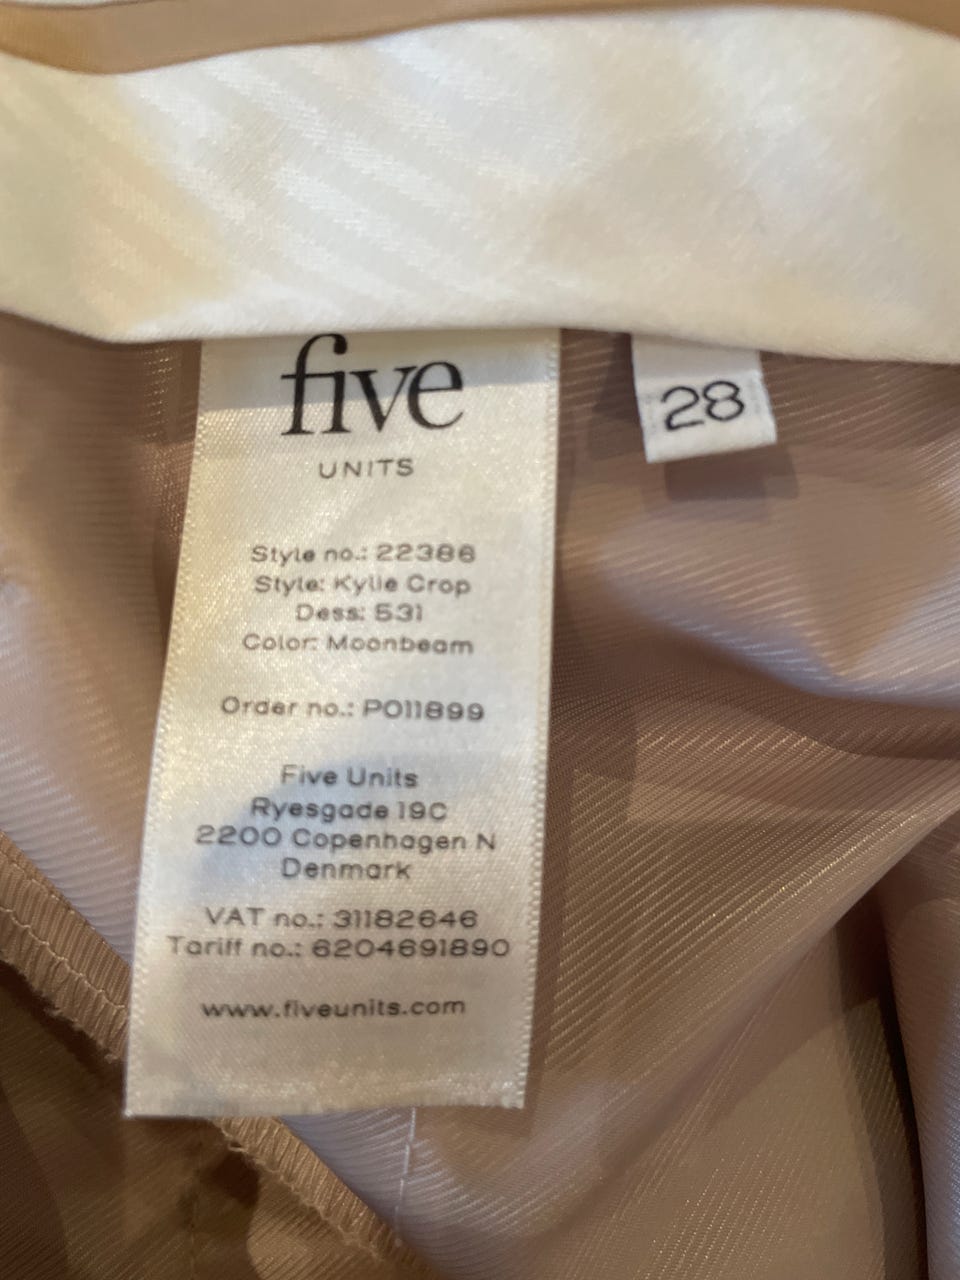 five
UNITS
28
Style no.: 22386
Style: Kylie Crop
Dess: 531
Color: Moonbeam
Order no.: PO11899
Five Units
Ryesgade 19C
2200 Copenhagen N
Denmark
VAT no.: 31182646
Tariff no.: 6204691890
www.fiveunits.com